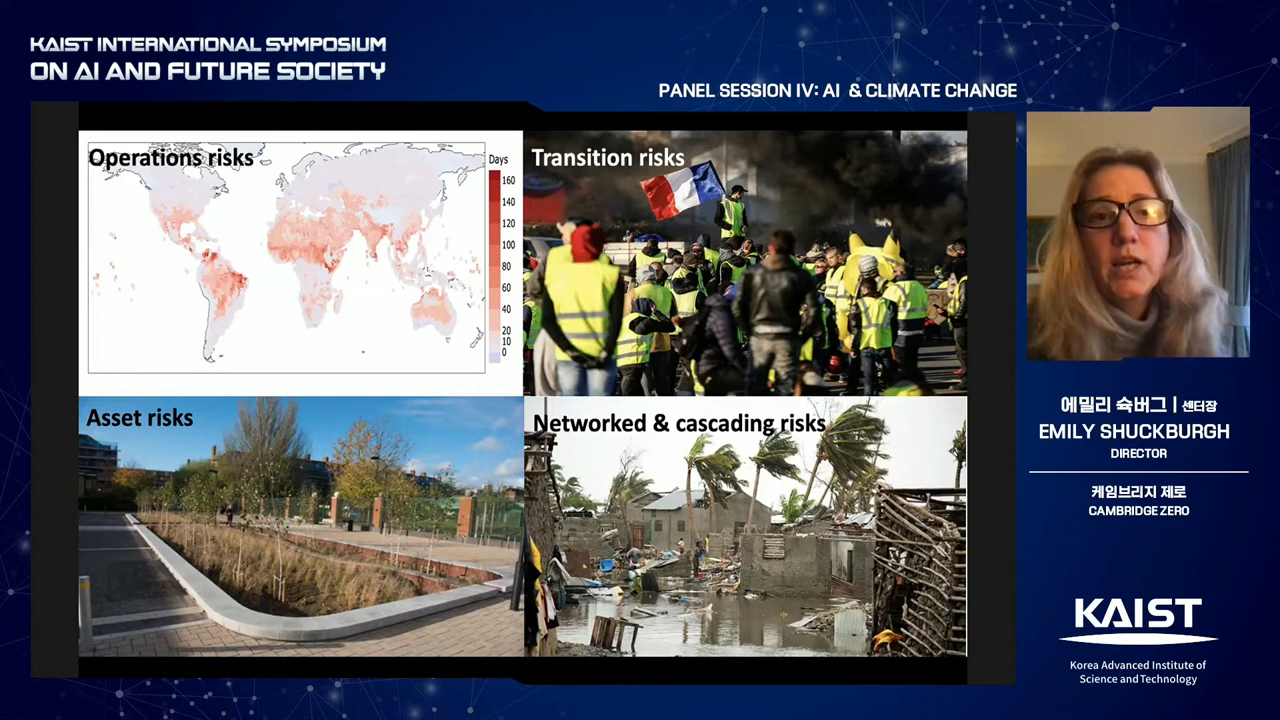 KAIST INTERNATIONAL SYMPOSIUM
ON AI AND FUTURE SOCIETY
PANEL SESSION IV: AI & CLIMATE CHANGE
Operations risks
Days
160
140
120
100
80
60
40
20
10
0
Transition risks
Asset risks
Networked & cascading risks
에밀리 슉버그 | 센터장
EMILY SHUCKBURGH
DIRECTOR
케임브리지 제로
CAMBRIDGE ZERO
KAIST
Korea Advanced Institute of
Science and Technology